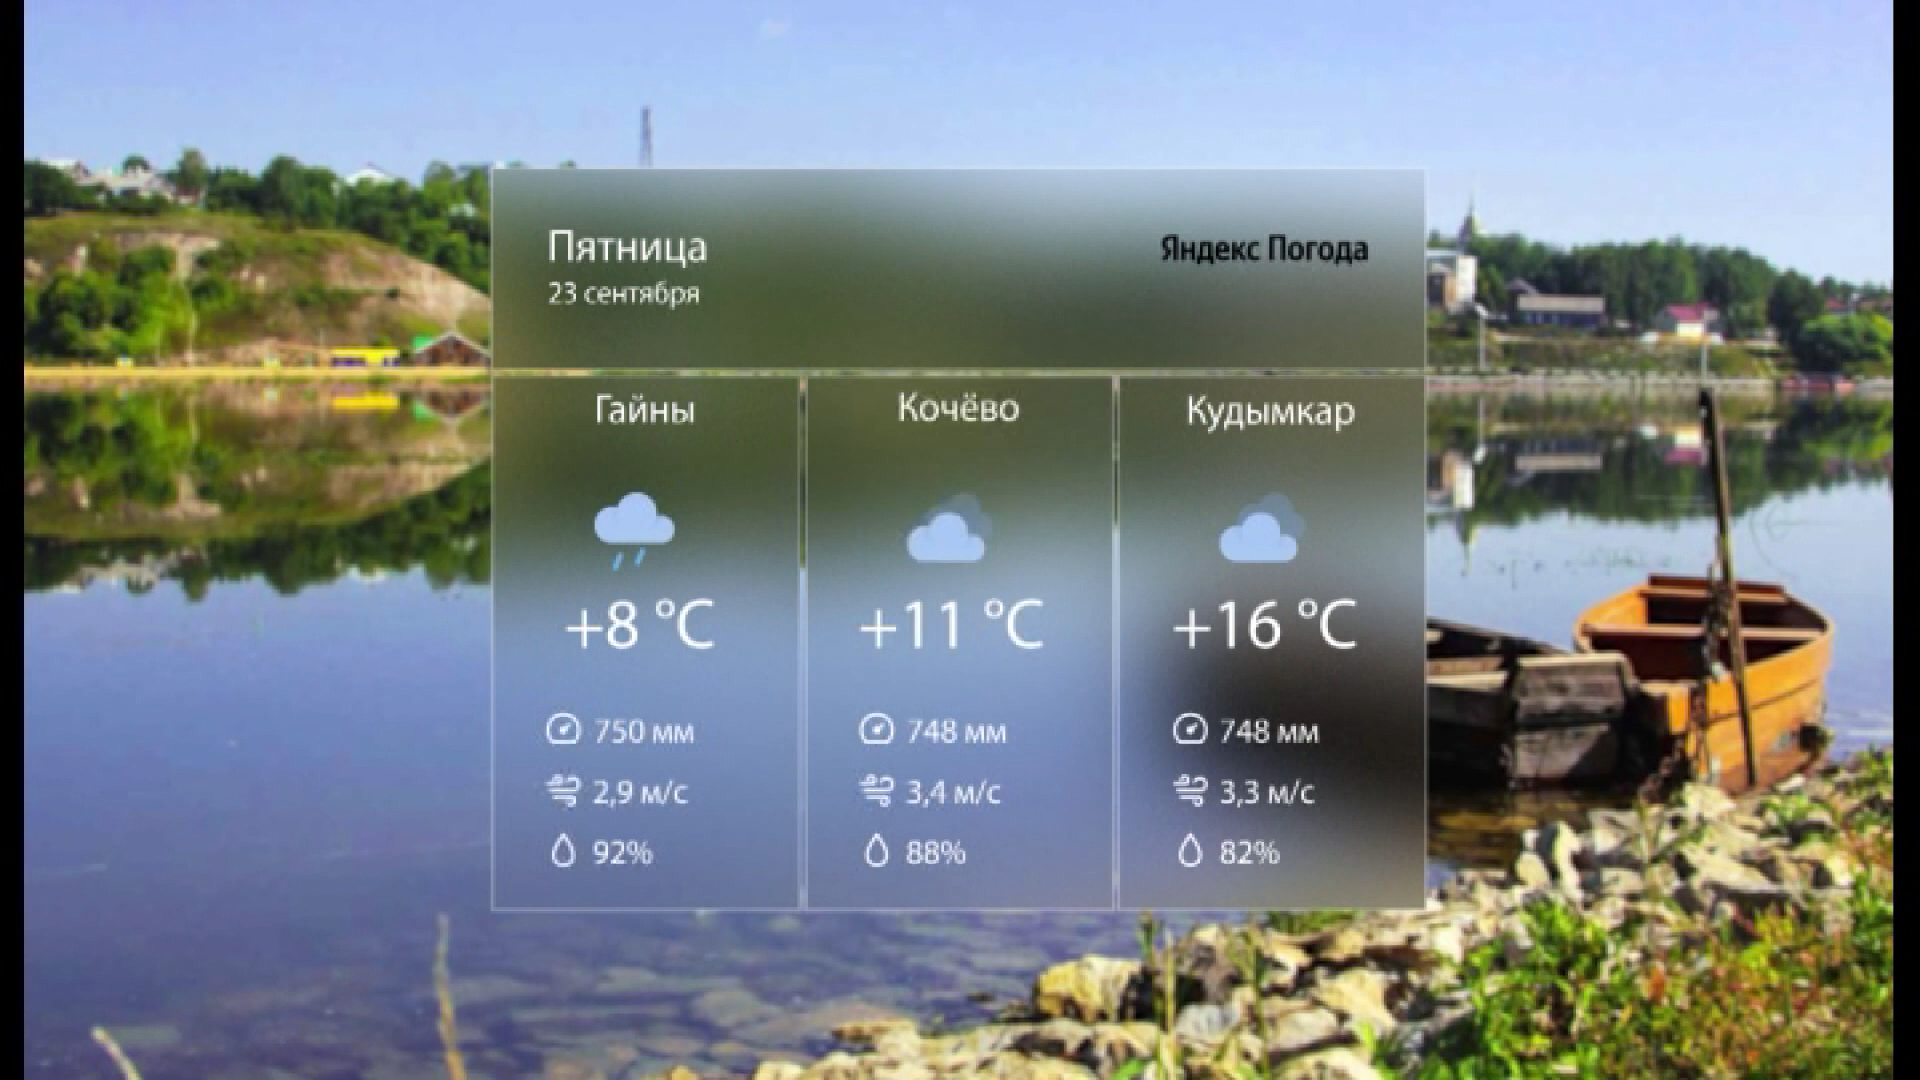 Пятница
23 сентября
Яндекс Погода
Гайны
+8 °C
750 мм
2,9 м/с
92%
Кочёво
+11 °C
748 мм
3,4 м/с
88%
Кудымкар
+16 °C
748 мм
3,3 м/с
82%